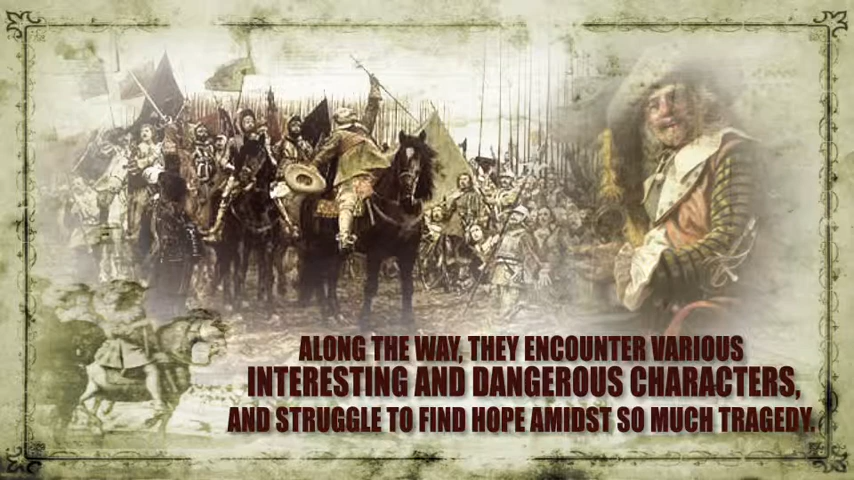 ALONG THE WAY, THEY ENCOUNTER VARIOUS
INTERESTING AND DANGEROUS CHARACTERS,
AND STRUGGLE TO FIND HOPE AMIDST SO MUCH TRAGEDY.